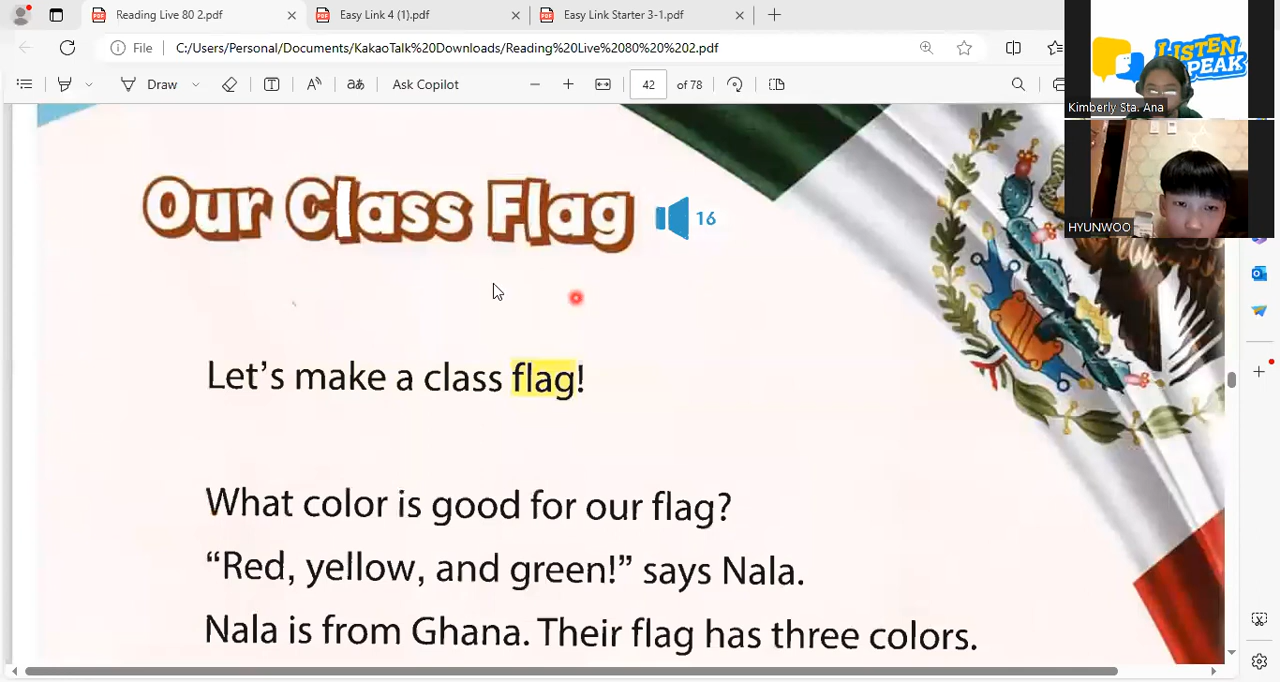 Reading Live 80 2.pdf
Easy Link 4 (1).pdf
Easy Link Starter 3-1.pdf
File
C:/Users/Personal/Documents/KakaoTalk%20Downloads/Reading%20Live%2080%20%202.pdf
Draw
aあ
Ask Copilot
42 of 78
LISTEN
SPEAK
Kimberly Sta. Ana
HYUNWOO
Our Class Flag
16
Let's make a class flag!
What color is good for our flag?
“Red, yellow, and green!” says Nala.
Nala is from Ghana. Their flag has three colors.